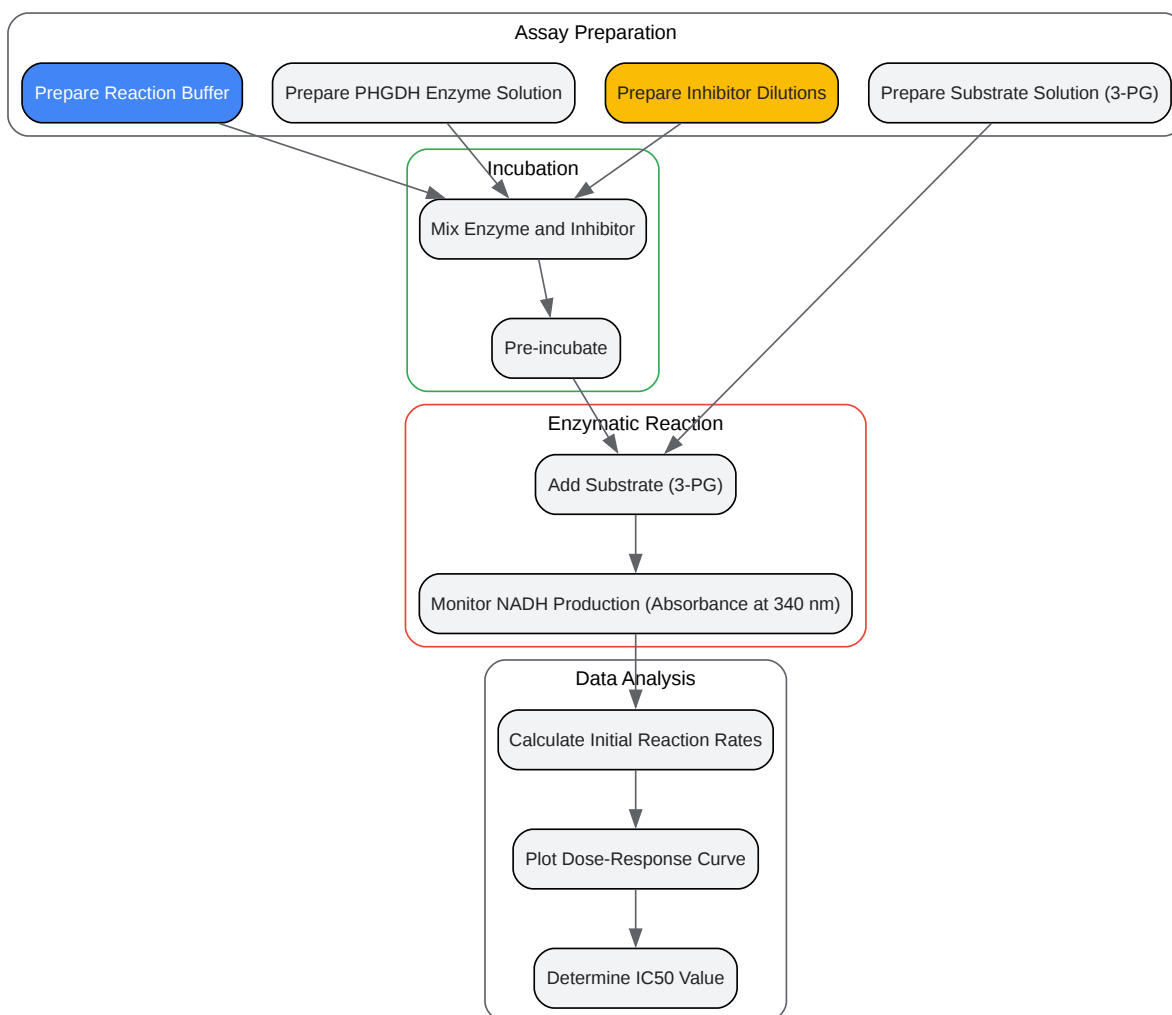 Assay Preparation
Prepare Reaction Buffer
Prepare PHGDH Enzyme Solution
Prepare Inhibitor Dilutions
Prepare Substrate Solution (3-PG)
Incubation
Mix Enzyme and Inhibitor
Pre-incubate
Enzymatic Reaction
Add Substrate (3-PG)
Monitor NADH Production (Absorbance at 340 nm)
Data Analysis
Calculate Initial Reaction Rates
Plot Dose-Response Curve
Determine IC50 Value